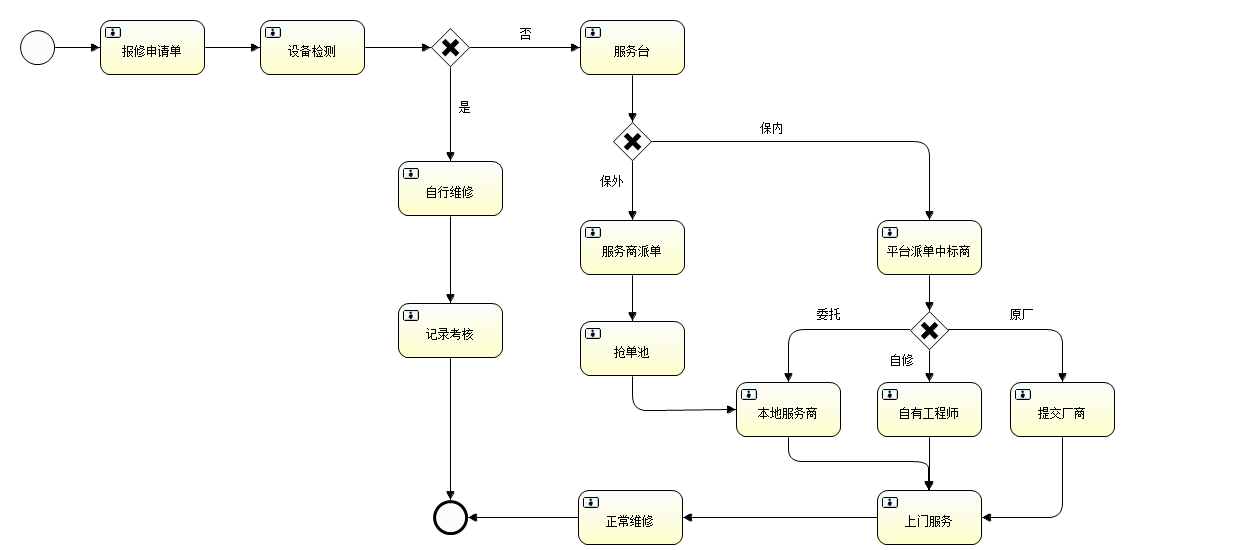 报修申请单
设备检测
否
服务台
是
保内
保外
自行维修
服务商派单
平台派单中标商
委托
原厂
记录考核
抢单池
自修
本地服务商
自有工程师
提交厂商
正常维修
上门服务